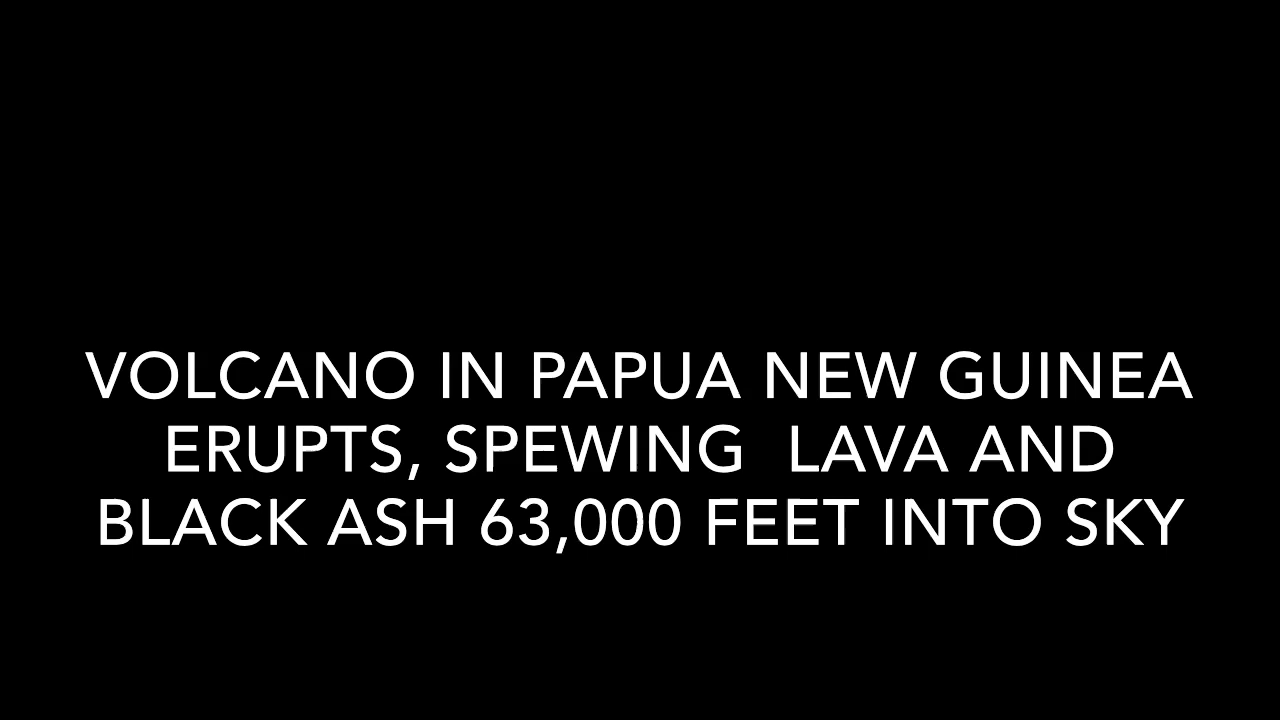 VOLCANO IN PAPUA NEW GUINEA
ERUPTS, SPEWING  LAVA AND
BLACK ASH 63,000 FEET INTO SKY